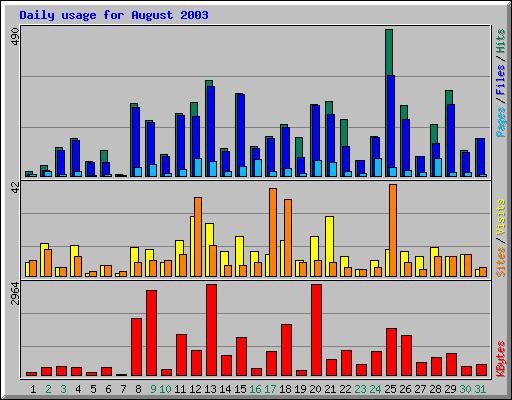 Daily usage for August 2003
490
Pages / Files / Hits
42
Sites / Visits
2964
KBytes
1 2 3 4 5 6 7 8 9 10 11 12 13 14 15 16 17 18 19 20 21 22 23 24 25 26 27 28 29 30 31